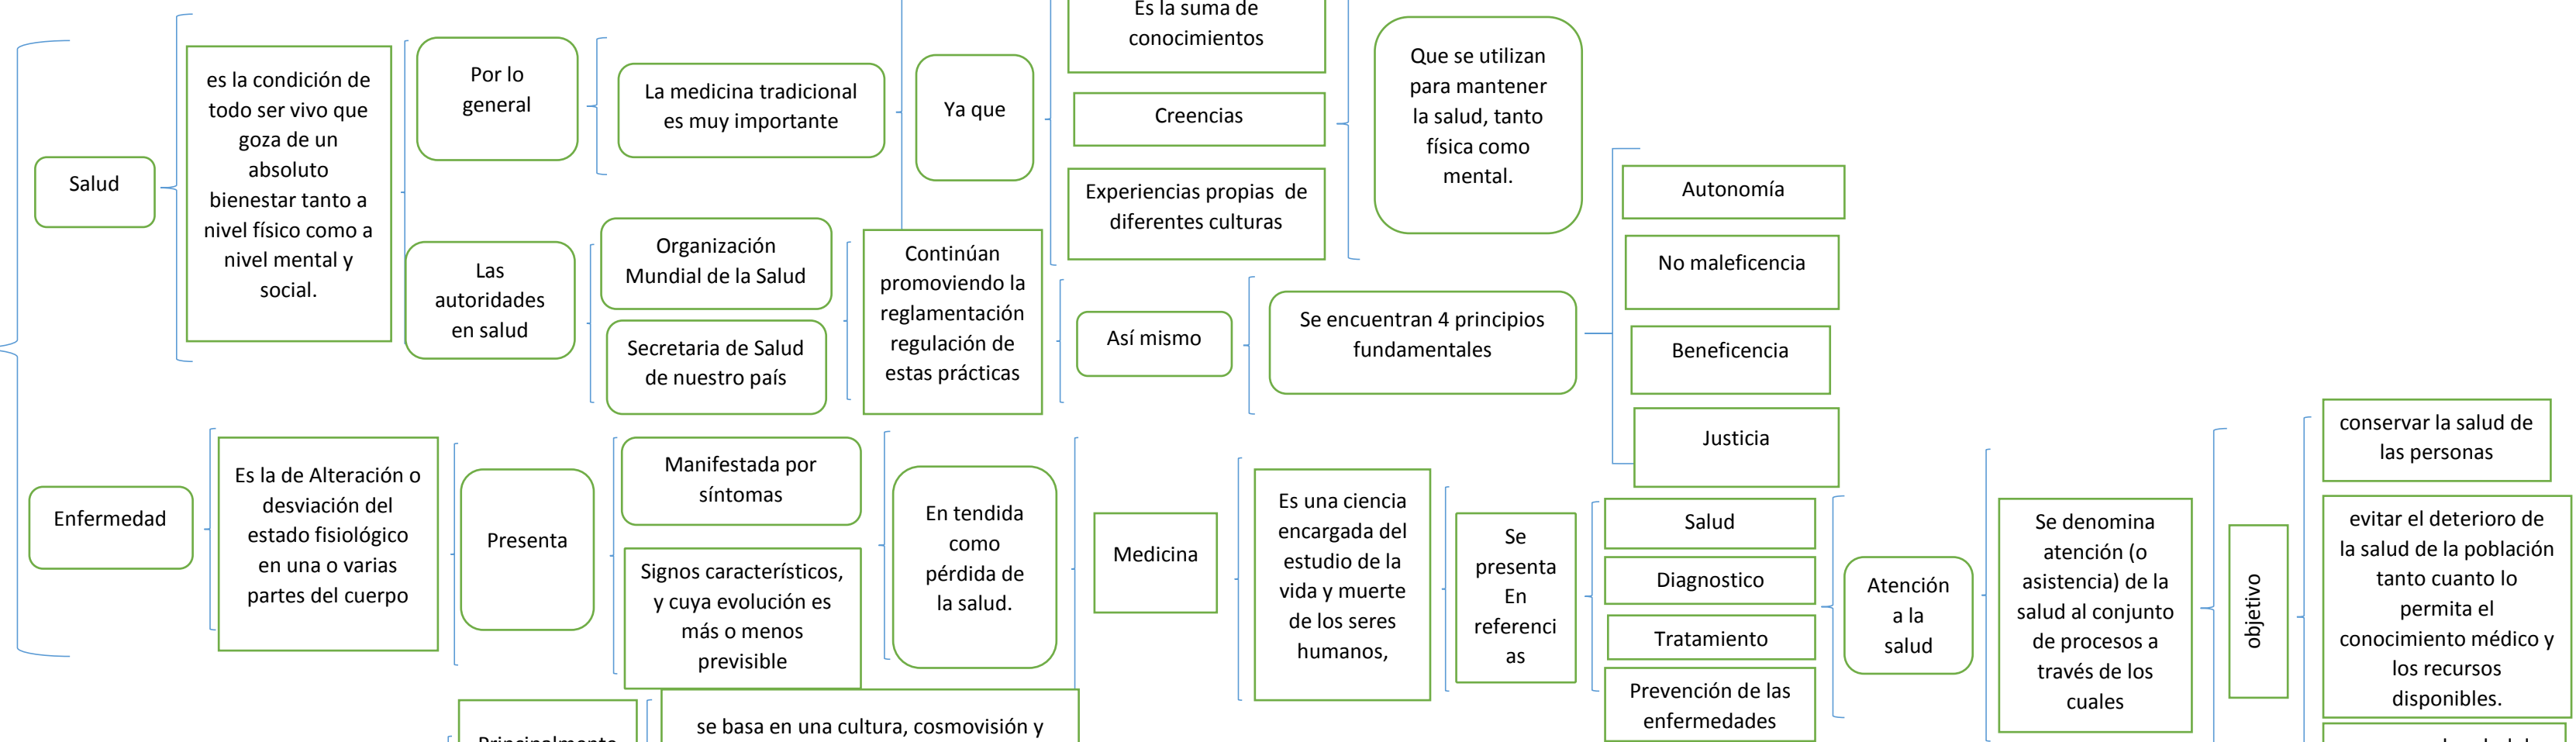 Salud
es la condición de
todo ser vivo que
goza de un
absoluto
bienestar tanto a
nivel físico como a
nivel mental y
social.
Por lo
general
La medicina tradicional
es muy importante
Ya que
Es la suma de
conocimientos
Creencias
Experiencias propias  de
diferentes culturas
Que se utilizan
para mantener
la salud, tanto
física como
mental.
Las
autoridades
en salud
Organización
Mundial de la Salud
Secretaria de Salud
de nuestro país
Continúan
promoviendo la
reglamentación
regulación de
estas prácticas
Así mismo
Se encuentran 4 principios
fundamentales
Autonomía
No maleficencia
Beneficencia
Justicia
Enfermedad
Es la de Alteración o
desviación del
estado fisiológico
en una o varias
partes del cuerpo
Presenta
Manifestada por
síntomas
Signos característicos,
y cuya evolución es
más o menos
previsible
En tendida
como
pérdida de
la salud.
Medicina
Es una ciencia
encargada del
estudio de la
vida y muerte
de los seres
humanos,
Se
presenta
En
referenci
as
Salud
Diagnostico
Tratamiento
Prevención de las
enfermedades
Atención
a la
salud
Se denomina
atención (o
asistencia) de la
salud al conjunto
de procesos a
través de los
cuales
objetivo
conservar la salud de
las personas
evitar el deterioro de
la salud de la población
tanto cuanto lo
permita el
conocimiento médico y
los recursos
disponibles.
Principalmente
se basa en una cultura, cosmovisión y